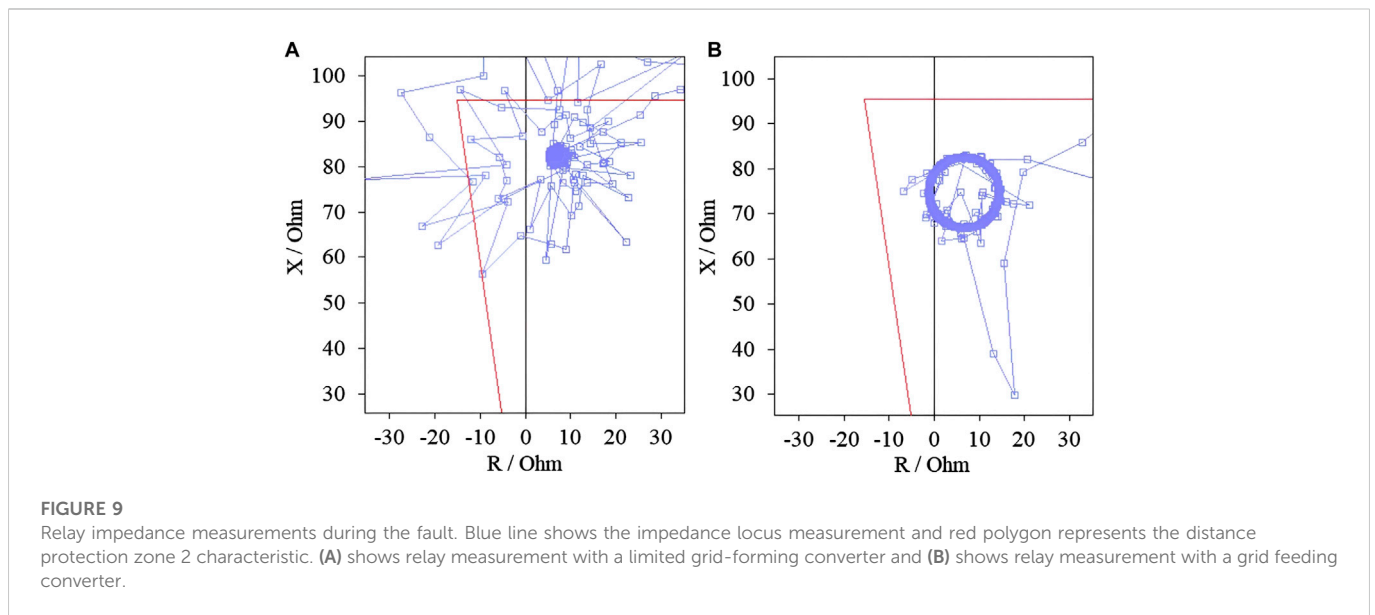 A
B
100
90
80
70
60
50
40
30
X / Ohm
-30 -20 -10 0 10 20 30
R / Ohm
100
90
80
70
60
50
40
30
X / Ohm
-30 -20 -10 0 10 20 30
R / Ohm
FIGURE 9
Relay impedance measurements during the fault. Blue line shows the impedance locus measurement and red polygon represents the distance
protection zone 2 characteristic. (A) shows relay measurement with a limited grid-forming converter and (B) shows relay measurement with a grid feeding
converter.